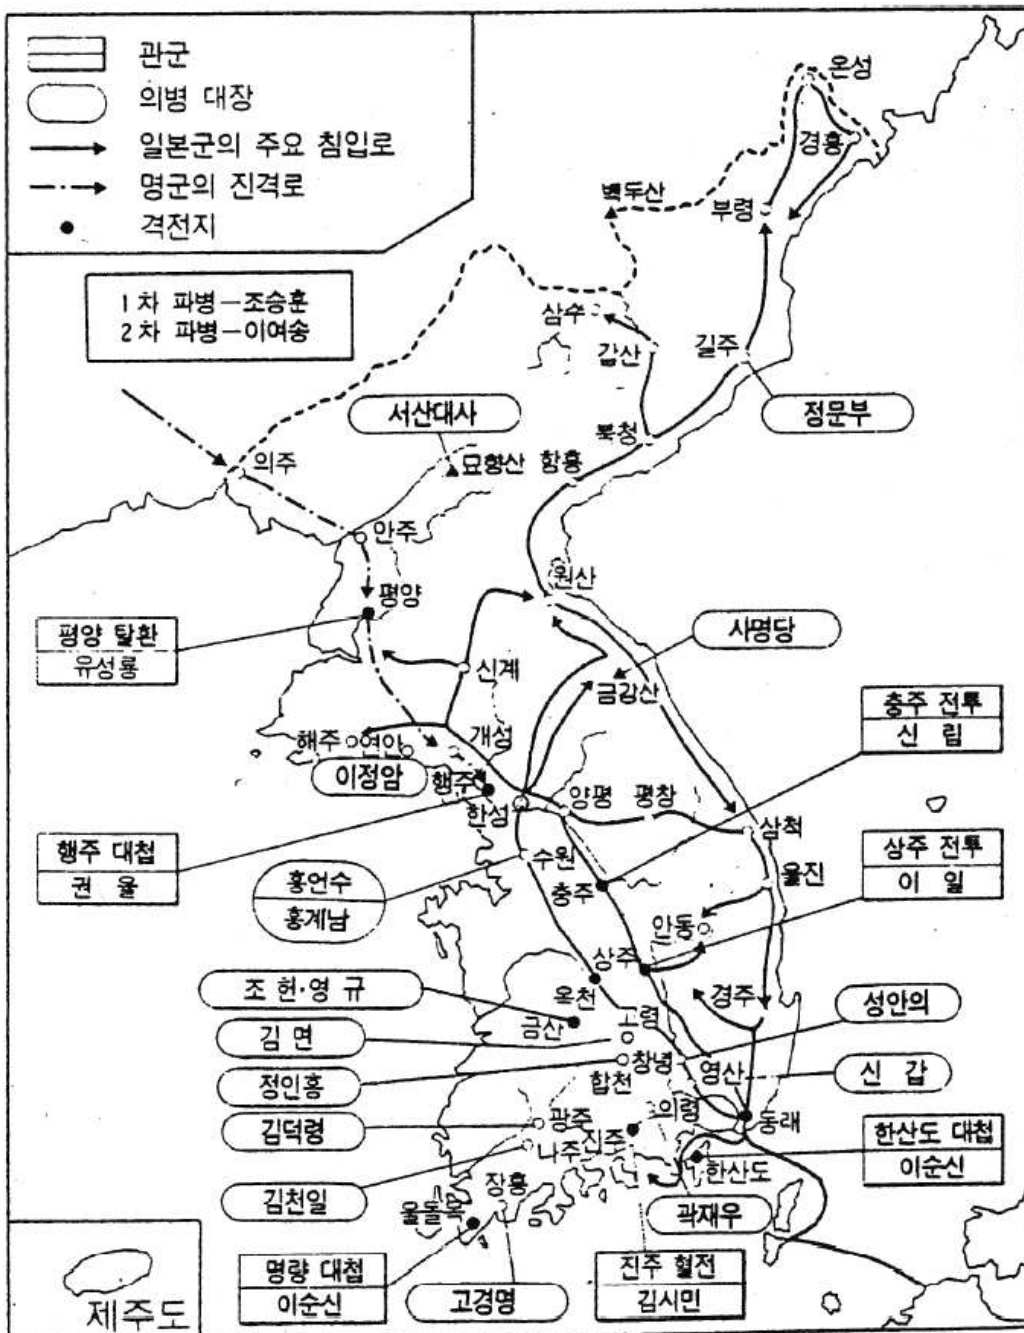 관군
의병 대장
일본군의 주요 침입로
명군의 진격로
격전지
1차 파병—조승훈
2차 파병—이여송
온성
경흥
백두산
부령
삼수
갑산
길주
서산대사
정문부
북청
의주
묘향산 함흥
안주
원산
평양
사명당
평양 탈환
유성룡
신계
금강산
충주 전투
신 립
해주 연안
개성
이정암
행주
한성
양평 평창
삼척
행주 대첩
권 율
수원
충주
울진
상주 전투
이 일
홍언수
홍계남
안동
상주
조 헌·영 규
옥천
경주
성안의
금산
령
김 면
창녕
영산
신 갑
정인홍
합천
의령
동래
김덕령
광주
나주
진주
한산도 대첩
이순신
한산도
김천일
장흥
곽재우
명량 대첩
이순신
고경명
진주 혈전
김시민
제주도